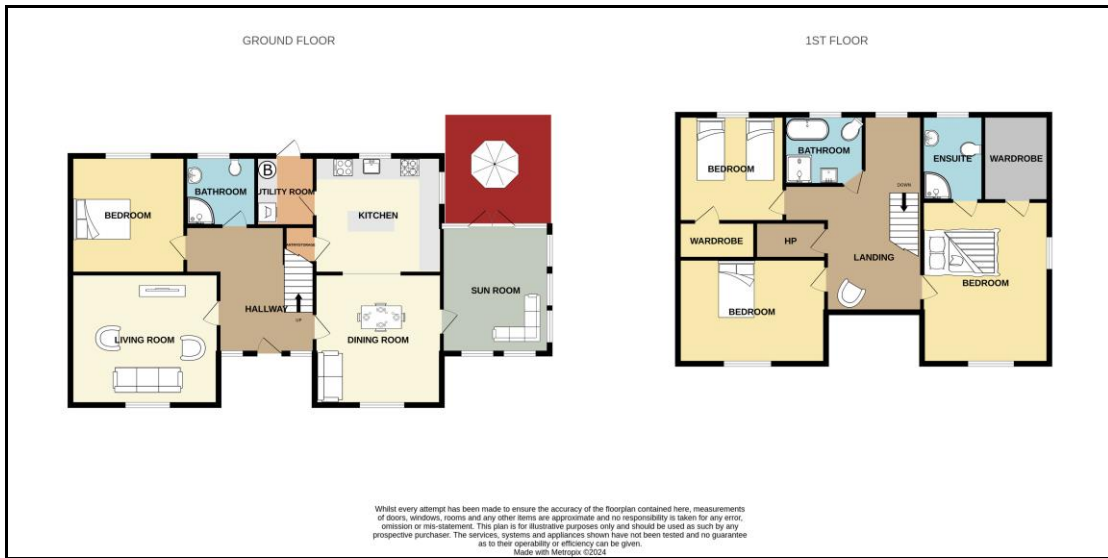 GROUND FLOOR
1ST FLOOR
BEDROOM
BATHROOM
B
UTILITY ROOM
KITCHEN
HALLWAY
UP
LIVING ROOM
DINING ROOM
SUN ROOM
BEDROOM
BATHROOM
DOWN
ENSUITE
WARDROBE
WARDROBE
HP
LANDING
BEDROOM
BEDROOM
Whilst every attempt has been made to ensure the accuracy of the floorplan contained here, measurements
of doors, windows, rooms and any other items are approximate and no responsibility is taken for any error,
omission or mis-statement. This plan is for illustrative purposes only and should be used as such by any
prospective purchaser. The services, systems and appliances shown have not been tested and no guarantee
as to their operability or efficiency can be given.
Made with Metropix ©2024